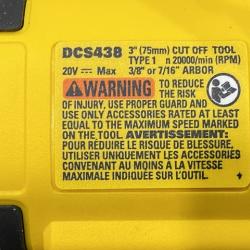 DCS438 3" (75mm) CUT OFF TOOL
TYPE 1 n 20000/min (RPM)
20V ⎓ Max 3/8" or 7/16" ARBOR
WARNING TO REDUCE THE RISK
OF INJURY, USE PROPER GUARD AND
USE ONLY ACCESSORIES RATED AT LEAST
EQUAL TO THE MAXIMUM SPEED MARKED
ON THE TOOL. AVERTISSEMENT:
POUR RÉDUIRE LE RISQUE DE BLESSURE,
UTILISER UNIQUEMENT LES ACCESSOIRES
CONVENANT AU MOINS À LA VITESSE
MAXIMALE INDIQUÉE SUR L'OUTIL.